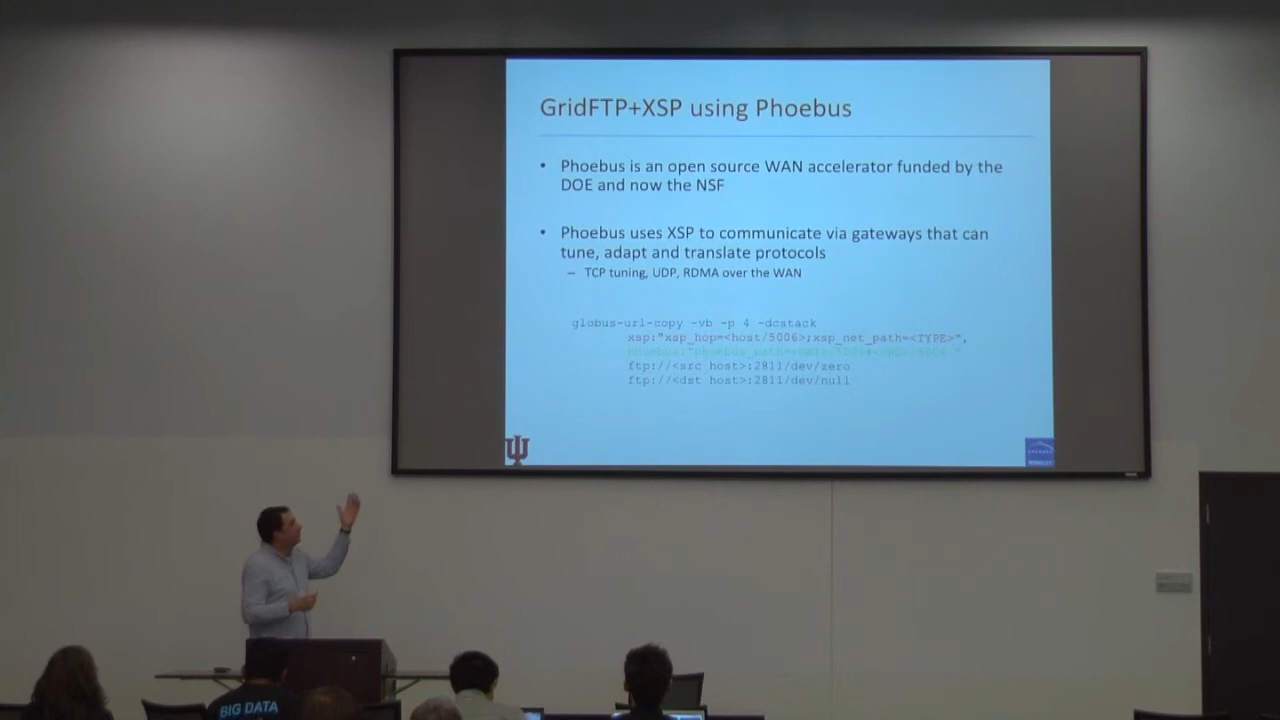 GridFTP+XSP using Phoebus
• Phoebus is an open source WAN accelerator funded by the
DOE and now the NSF
• Phoebus uses XSP to communicate via gateways that can
tune, adapt and translate protocols
– TCP tuning, UDP, RDMA over the WAN
globus-url-copy -vb -p 4 -dcstack
xsp:"xsp_hop=<host/5006>;xsp_net_path=<TYPE>",
phoebus:"phoebus_path=
ftp://<src host>:2811/dev/zero
ftp://<dst host>:2811/dev/null
BIG DATA